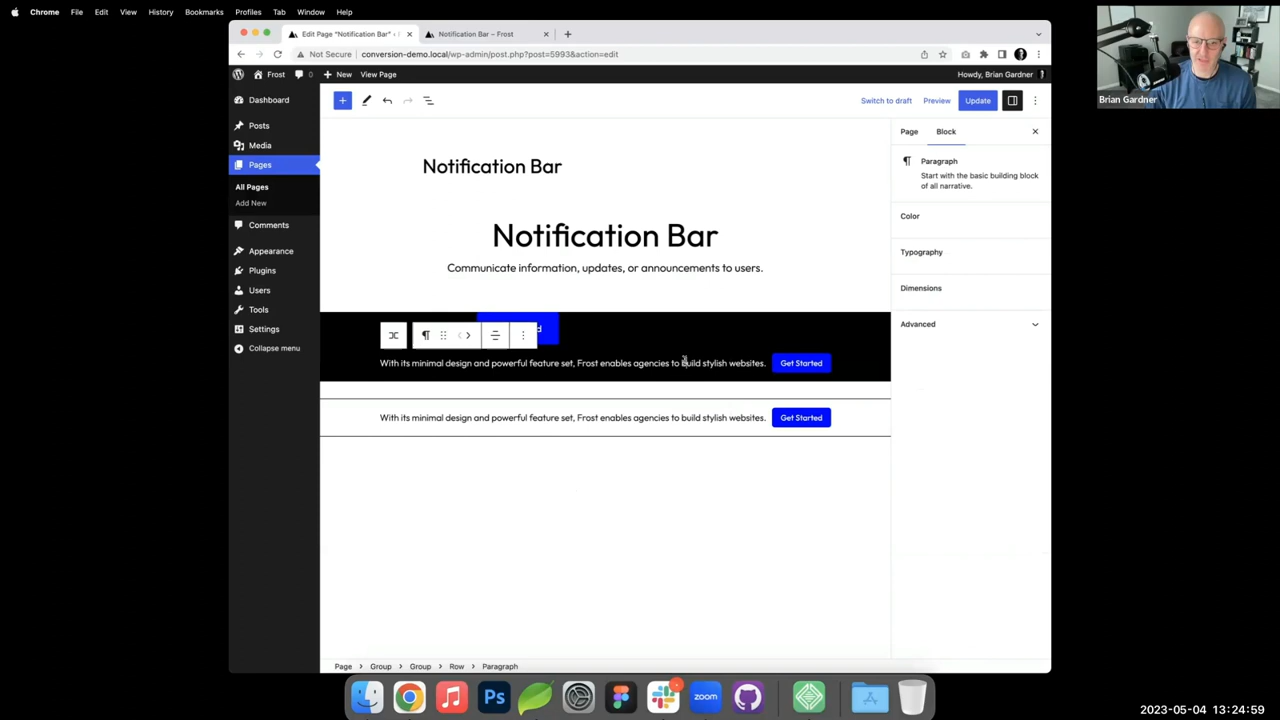 Chrome File Edit View History Bookmarks Profiles Tab Window Help
Edit Page "Notification Bar" ‹
Notification Bar – Frost
Not Secure conversion-demo.local/wp-admin/post.php?post=5993&action=edit
Frost 0 New View Page Howdy, Brian Gardner
Brian Gardner
Dashboard
Posts
Media
Pages
All Pages
Add New
Comments
Appearance
Plugins
Users
Tools
Settings
Collapse menu
Switch to draft Preview Update
Notification Bar
Notification Bar
Communicate information, updates, or announcements to users.
With its minimal design and powerful feature set, Frost enables agencies to build stylish websites. Get Started
With its minimal design and powerful feature set, Frost enables agencies to build stylish websites. Get Started
Page Block
Paragraph
Start with the basic building block
of all narrative.
Color
Typography
Dimensions
Advanced
Page Group Group Row Paragraph
Ps
zoom
2023-05-04 13:24:59